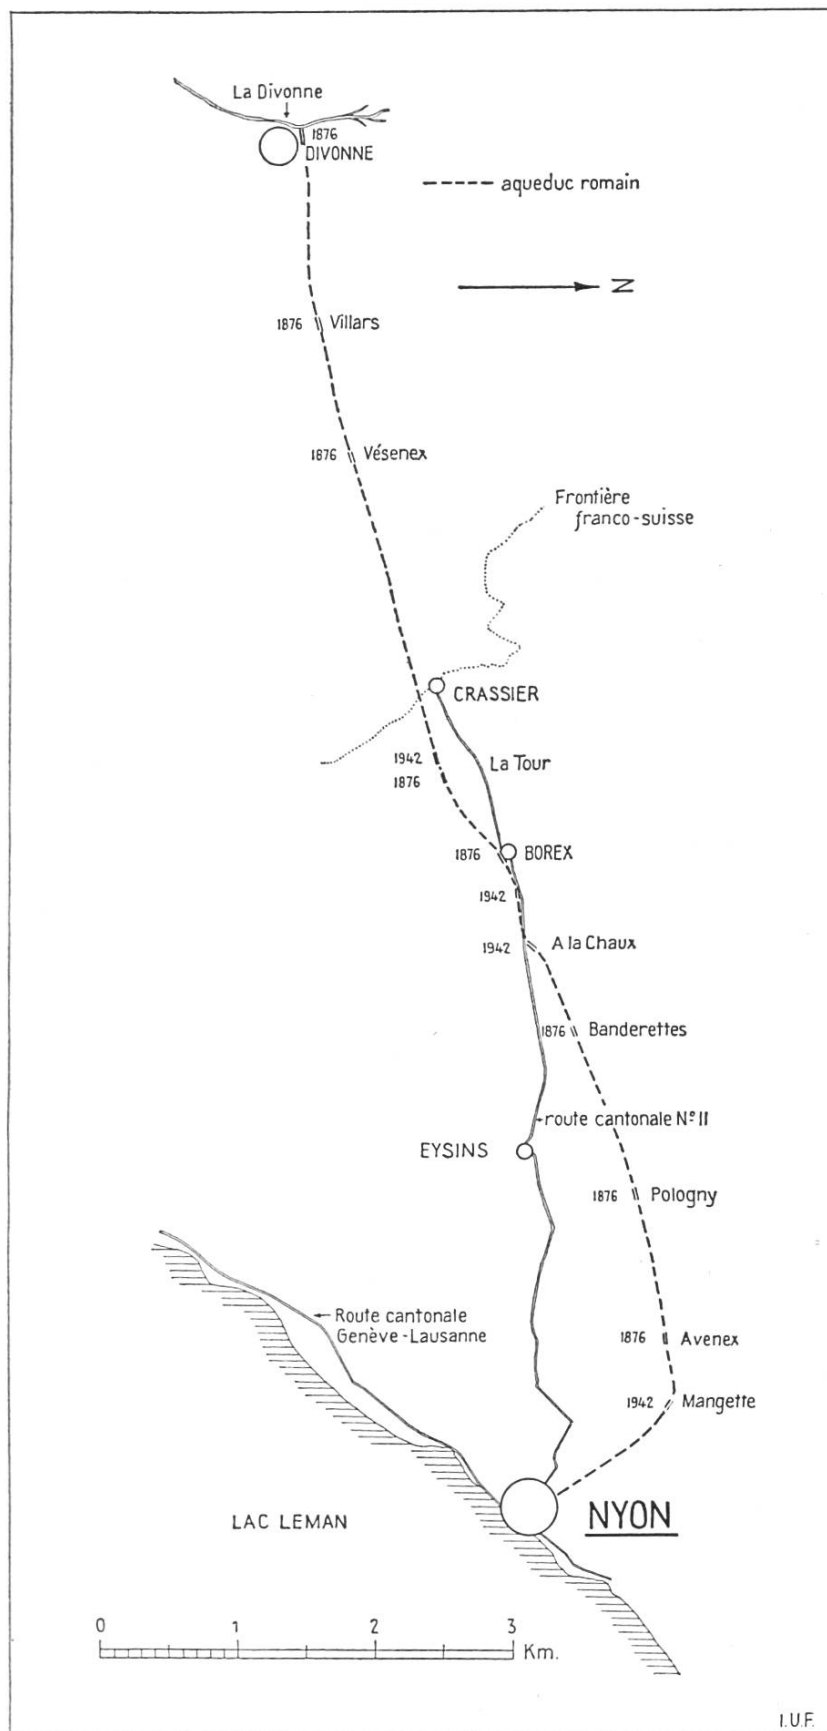 La Divonne
1876
DIVONNE
aqueduc romain
N
1876 Villars
1876 Vésenex
Frontière
franco-suisse
CRASSIER
1942
La Tour
1876
1876
BOREX
1942
1942
A la Chaux
1876 Banderettes
route cantonale Nº 11
EYSINS
1876 Pologny
Route cantonale
Genève-Lausanne
1876 Avenex
1942 Mangette
LAC LEMAN
NYON
0 1 2 3
Km.
I.U.F.